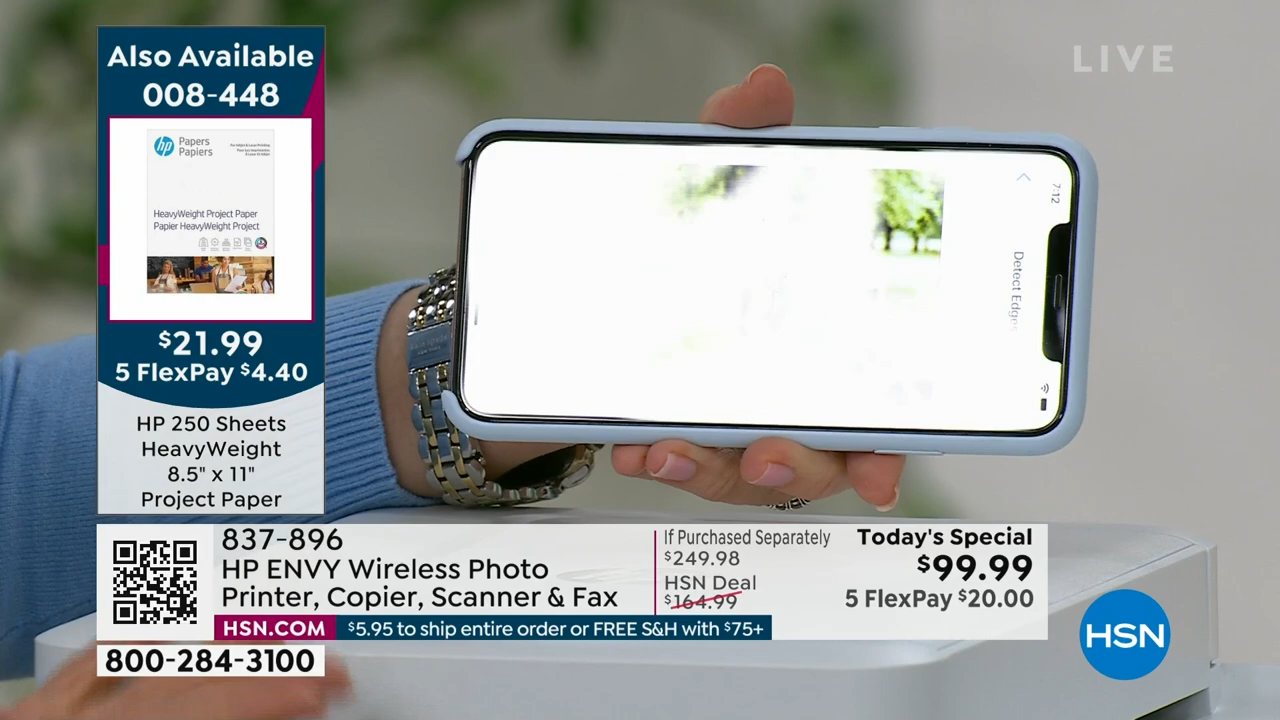 LIVE
Also Available
008-448
hp Papers
Papiers
HeavyWeight Project Paper
Papier HeavyWeight Project
$21.99
5 FlexPay $4.40
HP 250 Sheets
HeavyWeight
8.5" x 11"
Project Paper
7:12
Detect Edges
837-896
HP ENVY Wireless Photo
Printer, Copier, Scanner & Fax
If Purchased Separately
$249.98
HSN Deal
$164.99
Today's Special
$99.99
5 FlexPay $20.00
HSN.COM
$5.95 to ship entire order or FREE S&H with $75+
800-284-3100
HSN